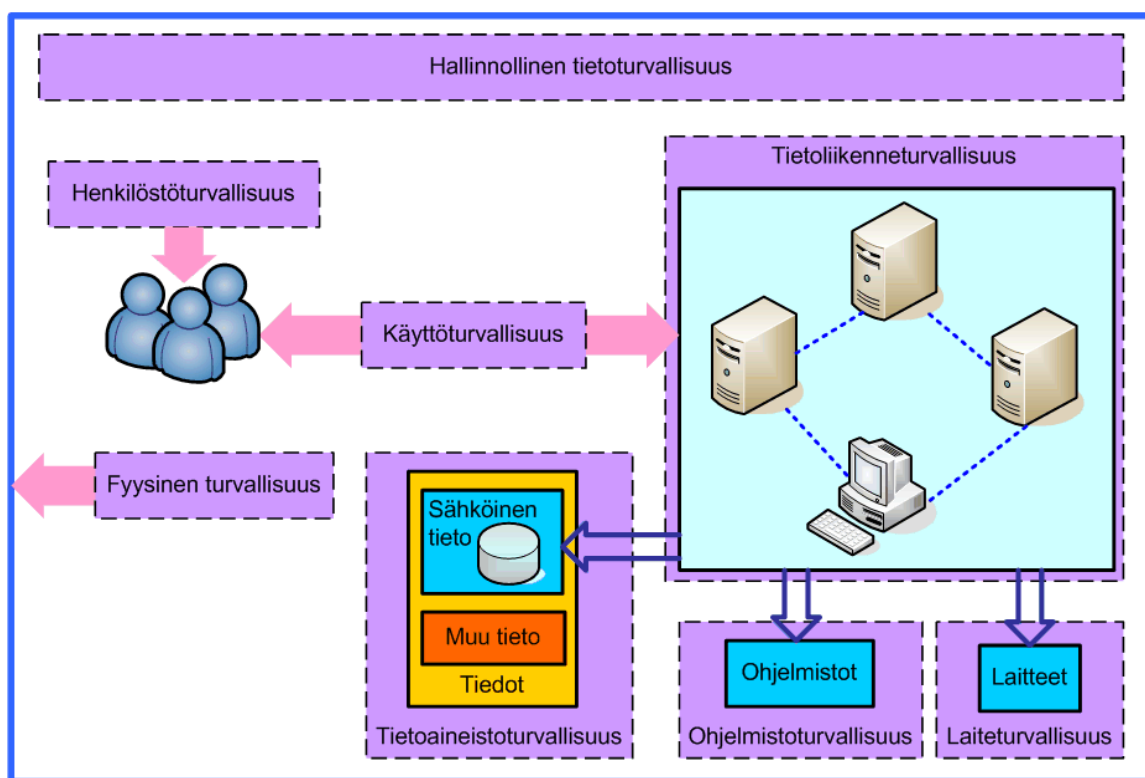 Hallinnollinen tietoturvallisuus
Henkilöstöturvallisuus
Tietoliikenneturvallisuus
Käyttöturvallisuus
Fyysinen turvallisuus
Sähköinen
tieto
Muu tieto
Tiedot
Tietoaineistoturvallisuus
Ohjelmistot
Ohjelmistoturvallisuus
Laitteet
Laiteturvallisuus